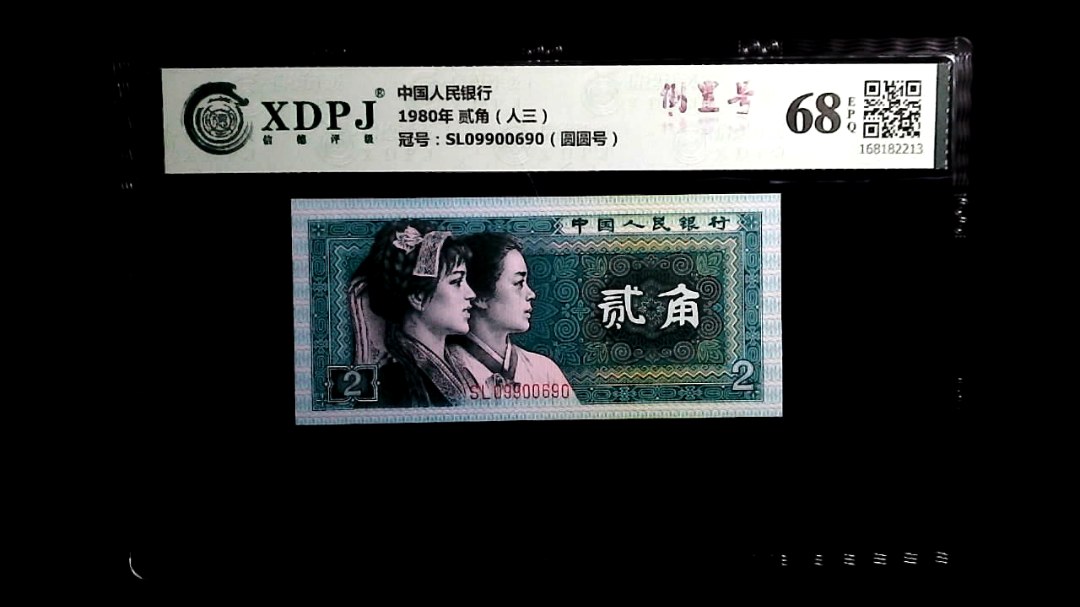 XDPJ®
信德评级
中国人民银行
1980年 贰角（人三）
冠号：SL09900690（圆圆号）
倒置号
68
EPQ
168182213
中国人民银行
贰角
2
SL09900690
2